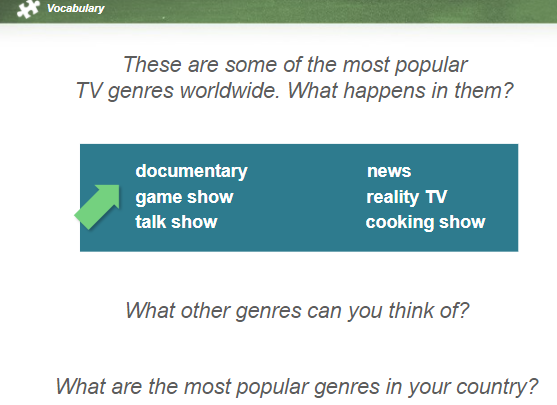 Vocabulary
These are some of the most popular
TV genres worldwide. What happens in them?
documentary
game show
talk show
news
reality TV
cooking show
What other genres can you think of?
What are the most popular genres in your country?